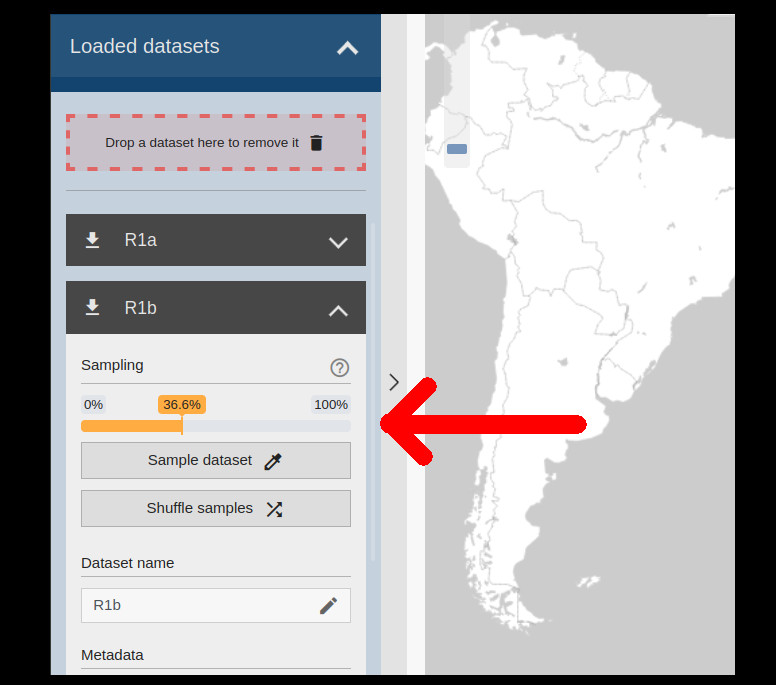 Loaded datasets
Drop a dataset here to remove it
R1a
R1b
Sampling
0% 36.6% 100%
Sample dataset
Shuffle samples
Dataset name
R1b
Metadata